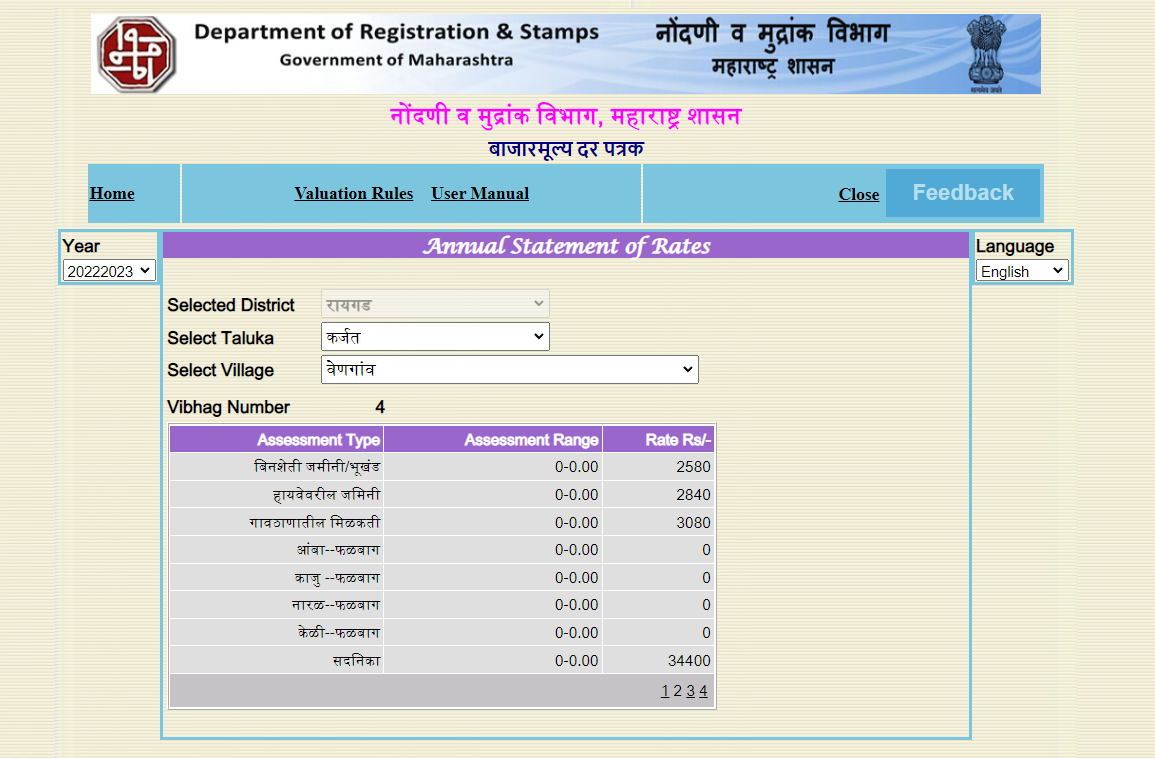 Department of Registration & Stamps
Government of Maharashtra
नोंदणी व मुद्रांक विभाग
महाराष्ट्र शासन
नोंदणी व मुद्रांक विभाग, महाराष्ट्र शासन
बाजारमूल्य दर पत्रक
Home Valuation Rules User Manual Close Feedback
Year
20222023
Annual Statement of Rates
Language
English
Selected District रायगड
Select Taluka कर्जत
Select Village वेणगांव
Vibhag Number 4
Assessment Type Assessment Range Rate Rs/-
बिनशेती जमीनी/भूखंड 0-0.00 2580
हायवेवरील जमिनी 0-0.00 2840
गावठाणातील मिळकती 0-0.00 3080
आंबा--फळबाग 0-0.00 0
काजु --फळबाग 0-0.00 0
नारळ--फळबाग 0-0.00 0
केळी--फळबाग 0-0.00 0
सदनिका 0-0.00 34400
1 2 3 4